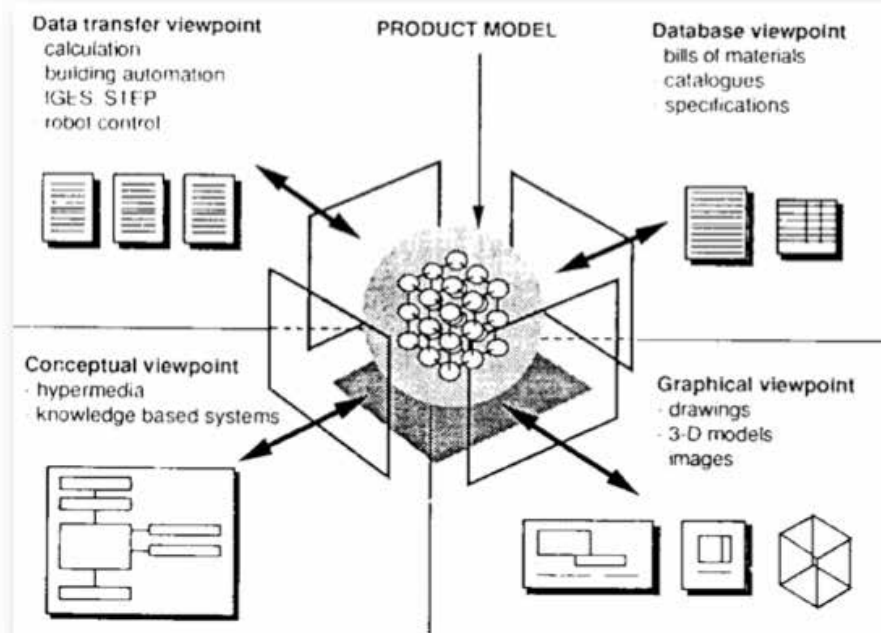 Data transfer viewpoint
calculation
building automation
IGES, STEP
robot control
PRODUCT MODEL
Database viewpoint
bills of materials
catalogues
· specifications
Conceptual viewpoint
· hypermedia
· knowledge based systems
Graphical viewpoint
· drawings
· 3-D models
images